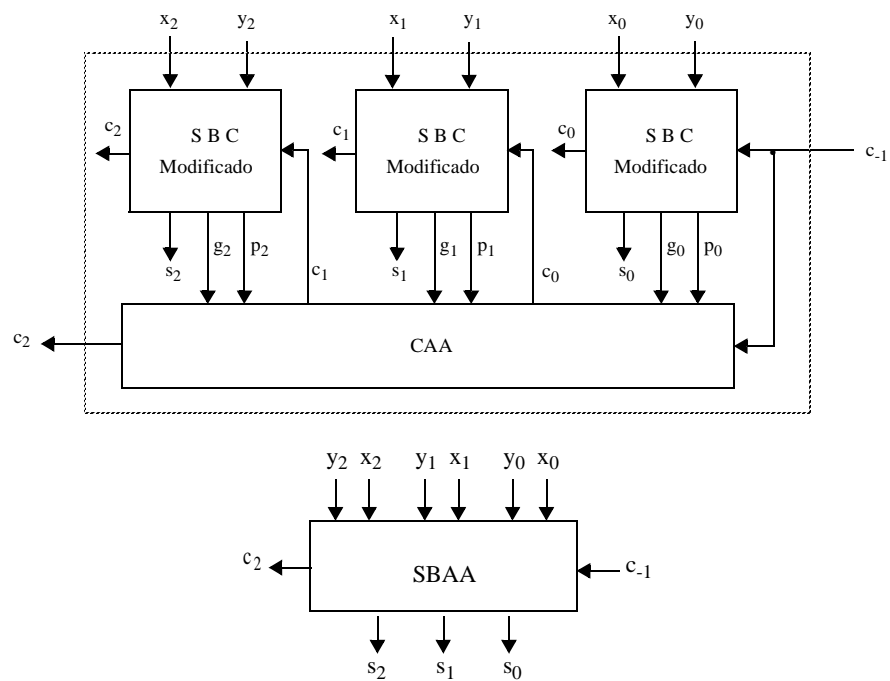 x2 y2 x1 y1 x0 y0
c2 S B C Modificado c1 S B C Modificado c0 S B C Modificado c-1
s2 g2 p2 c1 s1 g1 p1 c0 s0 g0 p0
c2 CAA
y2 x2 y1 x1 y0 x0
c2 SBAA c-1
s2 s1 s0